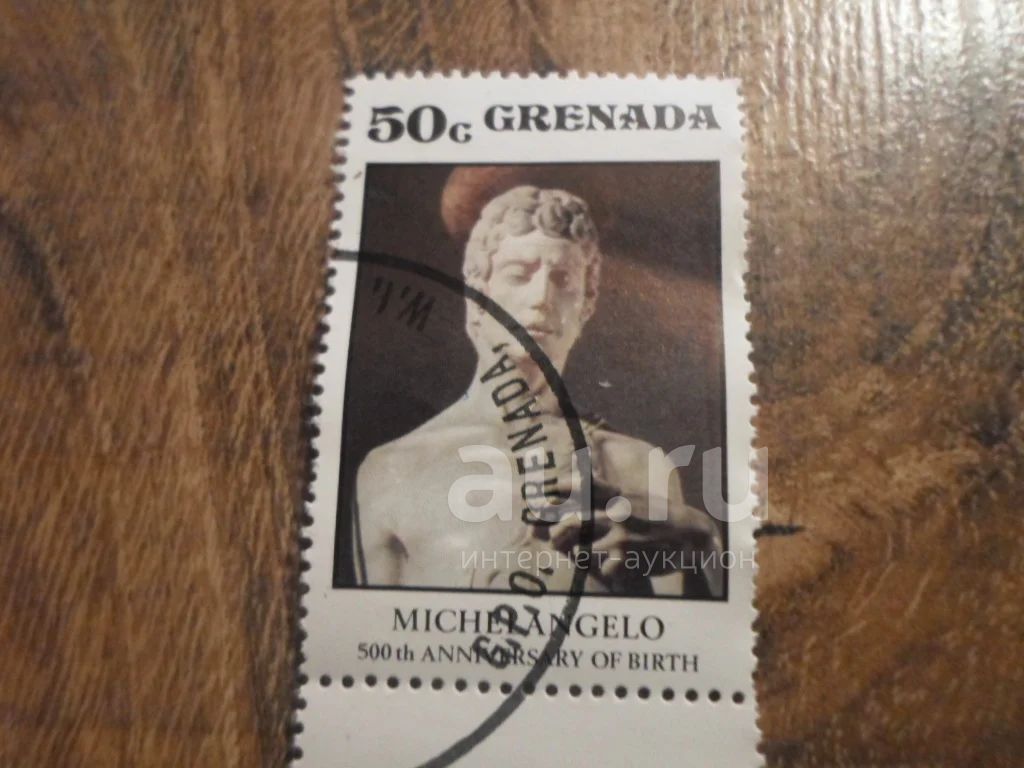 50c GRENADA
W.I.
G.P.O. GRENADA,
au.ru
интернет-аукцион
MICHELANGELO
500th ANNIVERSARY OF BIRTH